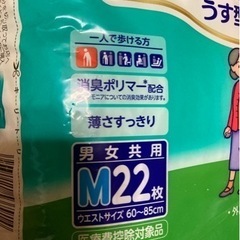 うす型
一人で歩ける方
消臭ポリマー*配合
薄さすっきり
男女共用
M22枚
ウエストサイズ 60〜85cm
医療費控除対象品